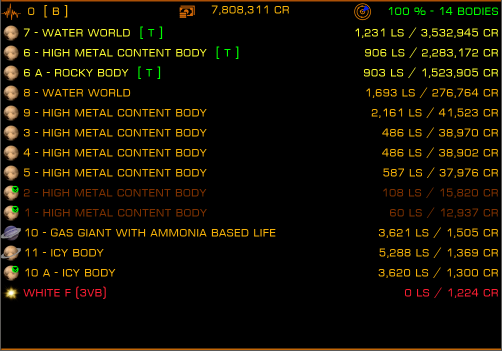 0 [ B ] 7,808,311 CR 100 % - 14 BODIES
7 - WATER WORLD [ T ] 1,231 LS / 3,532,945 CR
6 - HIGH METAL CONTENT BODY [ T ] 906 LS / 2,283,172 CR
6 A - ROCKY BODY [ T ] 903 LS / 1,523,905 CR
8 - WATER WORLD 1,693 LS / 276,764 CR
9 - HIGH METAL CONTENT BODY 2,161 LS / 41,523 CR
3 - HIGH METAL CONTENT BODY 486 LS / 38,970 CR
4 - HIGH METAL CONTENT BODY 486 LS / 38,902 CR
5 - HIGH METAL CONTENT BODY 587 LS / 37,976 CR
2 - HIGH METAL CONTENT BODY 108 LS / 15,820 CR
1 - HIGH METAL CONTENT BODY 60 LS / 12,937 CR
10 - GAS GIANT WITH AMMONIA BASED LIFE 3,621 LS / 1,505 CR
11 - ICY BODY 5,288 LS / 1,369 CR
10 A - ICY BODY 3,620 LS / 1,300 CR
WHITE F [3VB] 0 LS / 1,224 CR